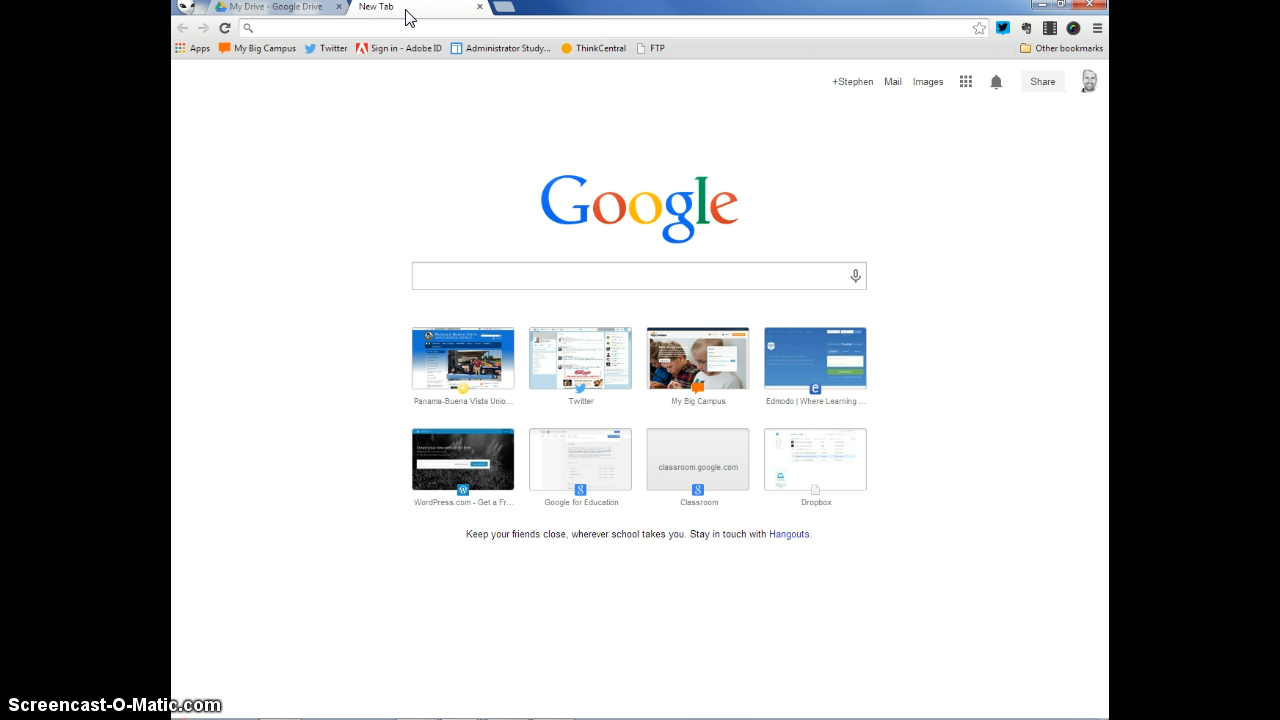 My Drive - Google Drive
New Tab
Apps My Big Campus Twitter Sign in - Adobe ID Administrator Study... ThinkCentral FTP Other bookmarks
+Stephen Mail Images Share
Google
Panama-Buena Vista Unio... Twitter My Big Campus Edmodo | Where Learning ...
classroom.google.com
WordPress.com - Get a Fr... Google for Education Classroom Dropbox
Keep your friends close, wherever school takes you. Stay in touch with Hangouts.
Screencast-O-Matic.com